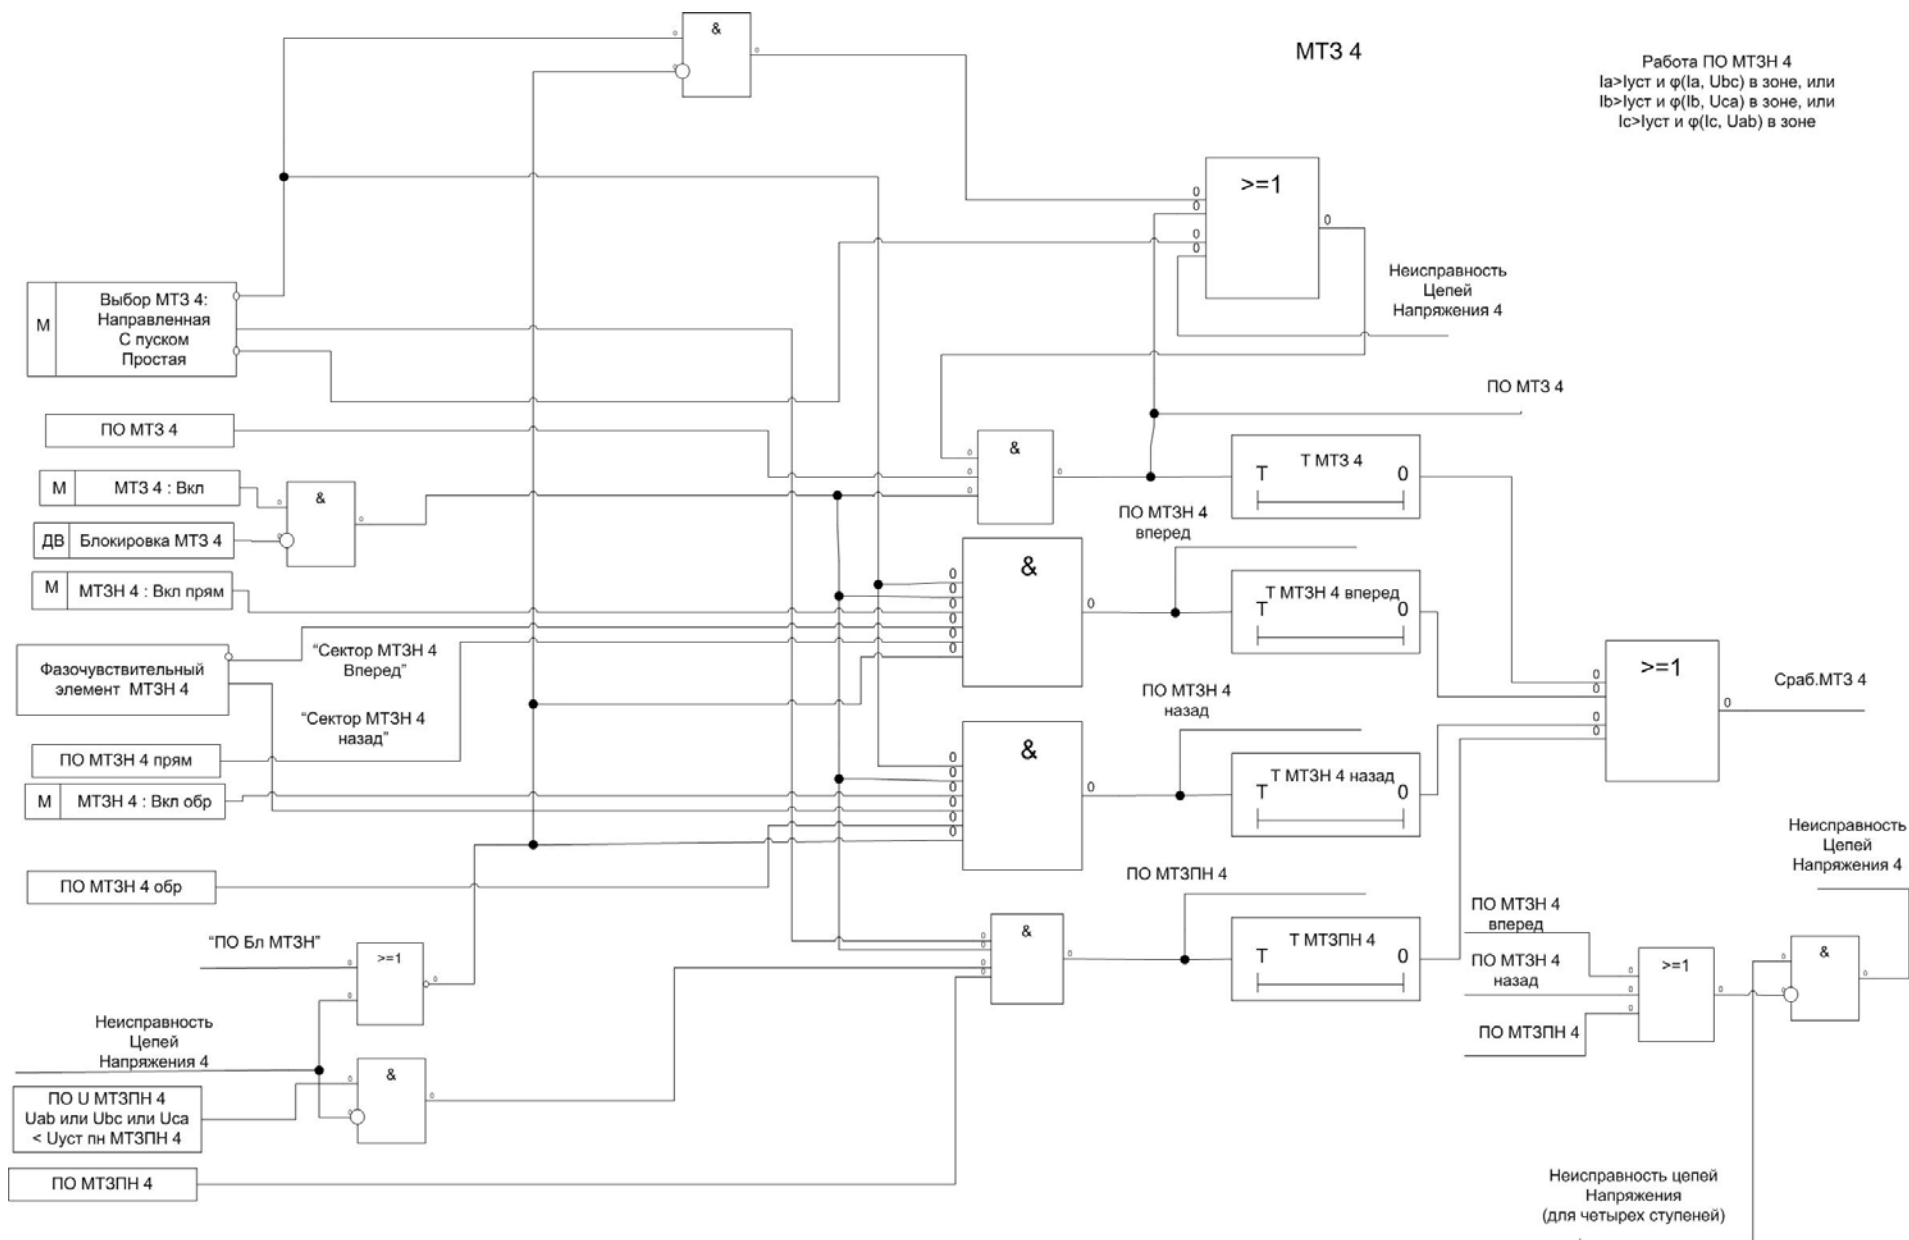 &
МТЗ 4
Работа ПО МТЗН 4
Ia>Iуст и φ(Ia, Ubc) в зоне, или
Ib>Iуст и φ(Ib, Uca) в зоне, или
Ic>Iуст и φ(Ic, Uab) в зоне
>=1
Неисправность
Цепей
Напряжения 4
М
Выбор МТЗ 4:
Направленная
С пуском
Простая
ПО МТЗ 4
ПО МТЗ 4
&
Т МТЗ 4
Т 0
М МТЗ 4 : Вкл
&
ДВ Блокировка МТЗ 4
ПО МТЗН 4
вперед
М МТЗН 4 : Вкл прям
&
Т МТЗН 4 вперед
Т 0
Фазочувствительный
элемент МТЗН 4
“Сектор МТЗН 4
Вперед”
“Сектор МТЗН 4
назад”
ПО МТЗН 4
назад
>=1
Сраб.МТЗ 4
ПО МТЗН 4 прям
&
Т МТЗН 4 назад
Т 0
М МТЗН 4 : Вкл обр
ПО МТЗН 4 обр
ПО МТЗПН 4
Неисправность
Цепей
Напряжения 4
“ПО Бл МТЗН”
>=1
&
Т МТЗПН 4
Т 0
ПО МТЗН 4
вперед
ПО МТЗН 4
назад
ПО МТЗПН 4
>=1
&
Неисправность
Цепей
Напряжения 4
&
ПО U МТЗПН 4
Uab или Ubc или Uca
< Uуст пн МТЗПН 4
ПО МТЗПН 4
Неисправность цепей
Напряжения
(для четырех ступеней)